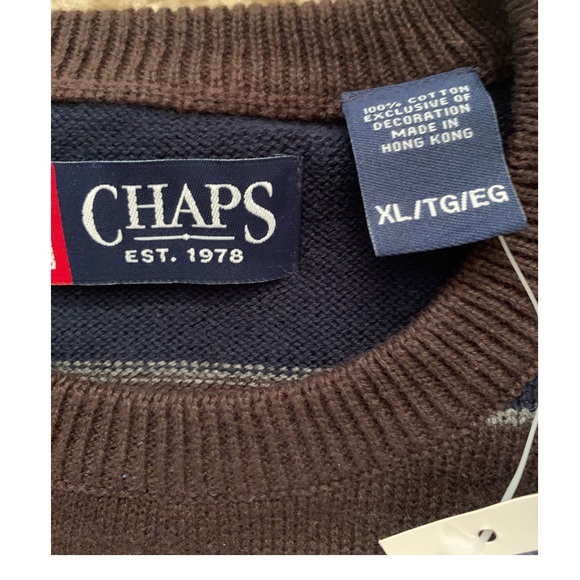 CHAPS
EST. 1978
100% COTTON
EXCLUSIVE OF
DECORATION
MADE IN
HONG KONG
XL/TG/EG